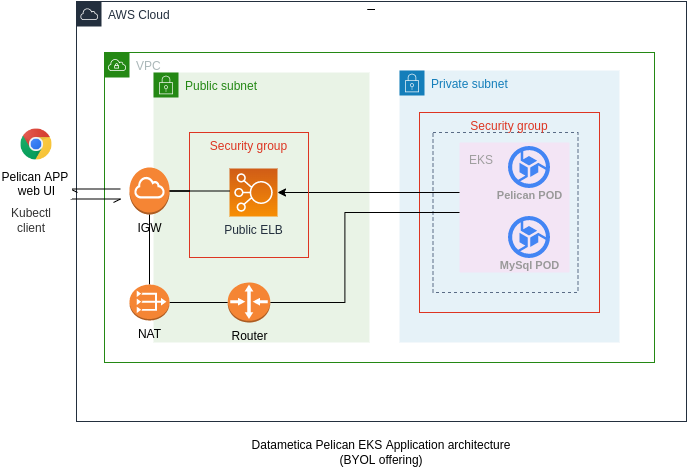 AWS Cloud
VPC
Public subnet
Private subnet
Security group
Security group
EKS
Pelican POD
Pelican APP
web UI
Kubectl
client
IGW
Public ELB
MySql POD
NAT
Router
Datametica Pelican EKS Application architecture
(BYOL offering)